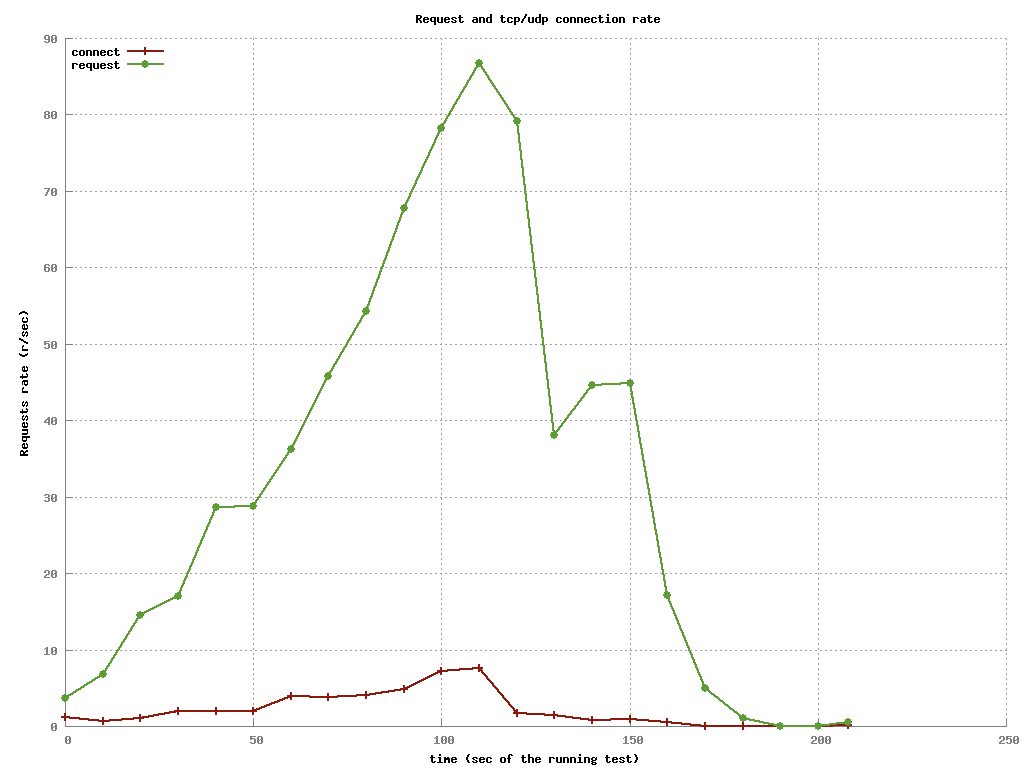 Request and tcp/udp connection rate
connect
request
90
80
70
60
50
40
30
20
10
0
Requests rate (r/sec)
0 50 100 150 200 250
time (sec of the running test)